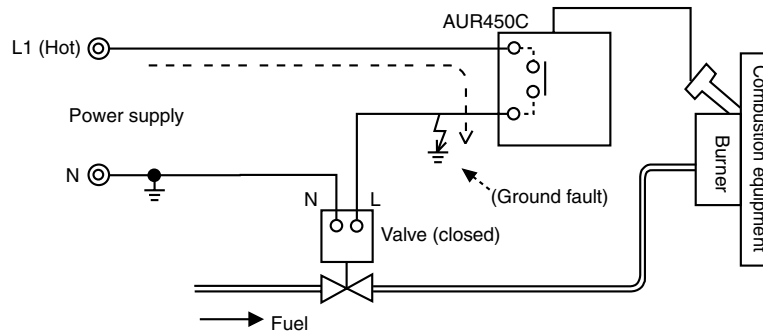 AUR450C
L1 (Hot)
Power supply
N
N
L
(Ground fault)
Valve (closed)
Fuel
Burner
Combustion equipment